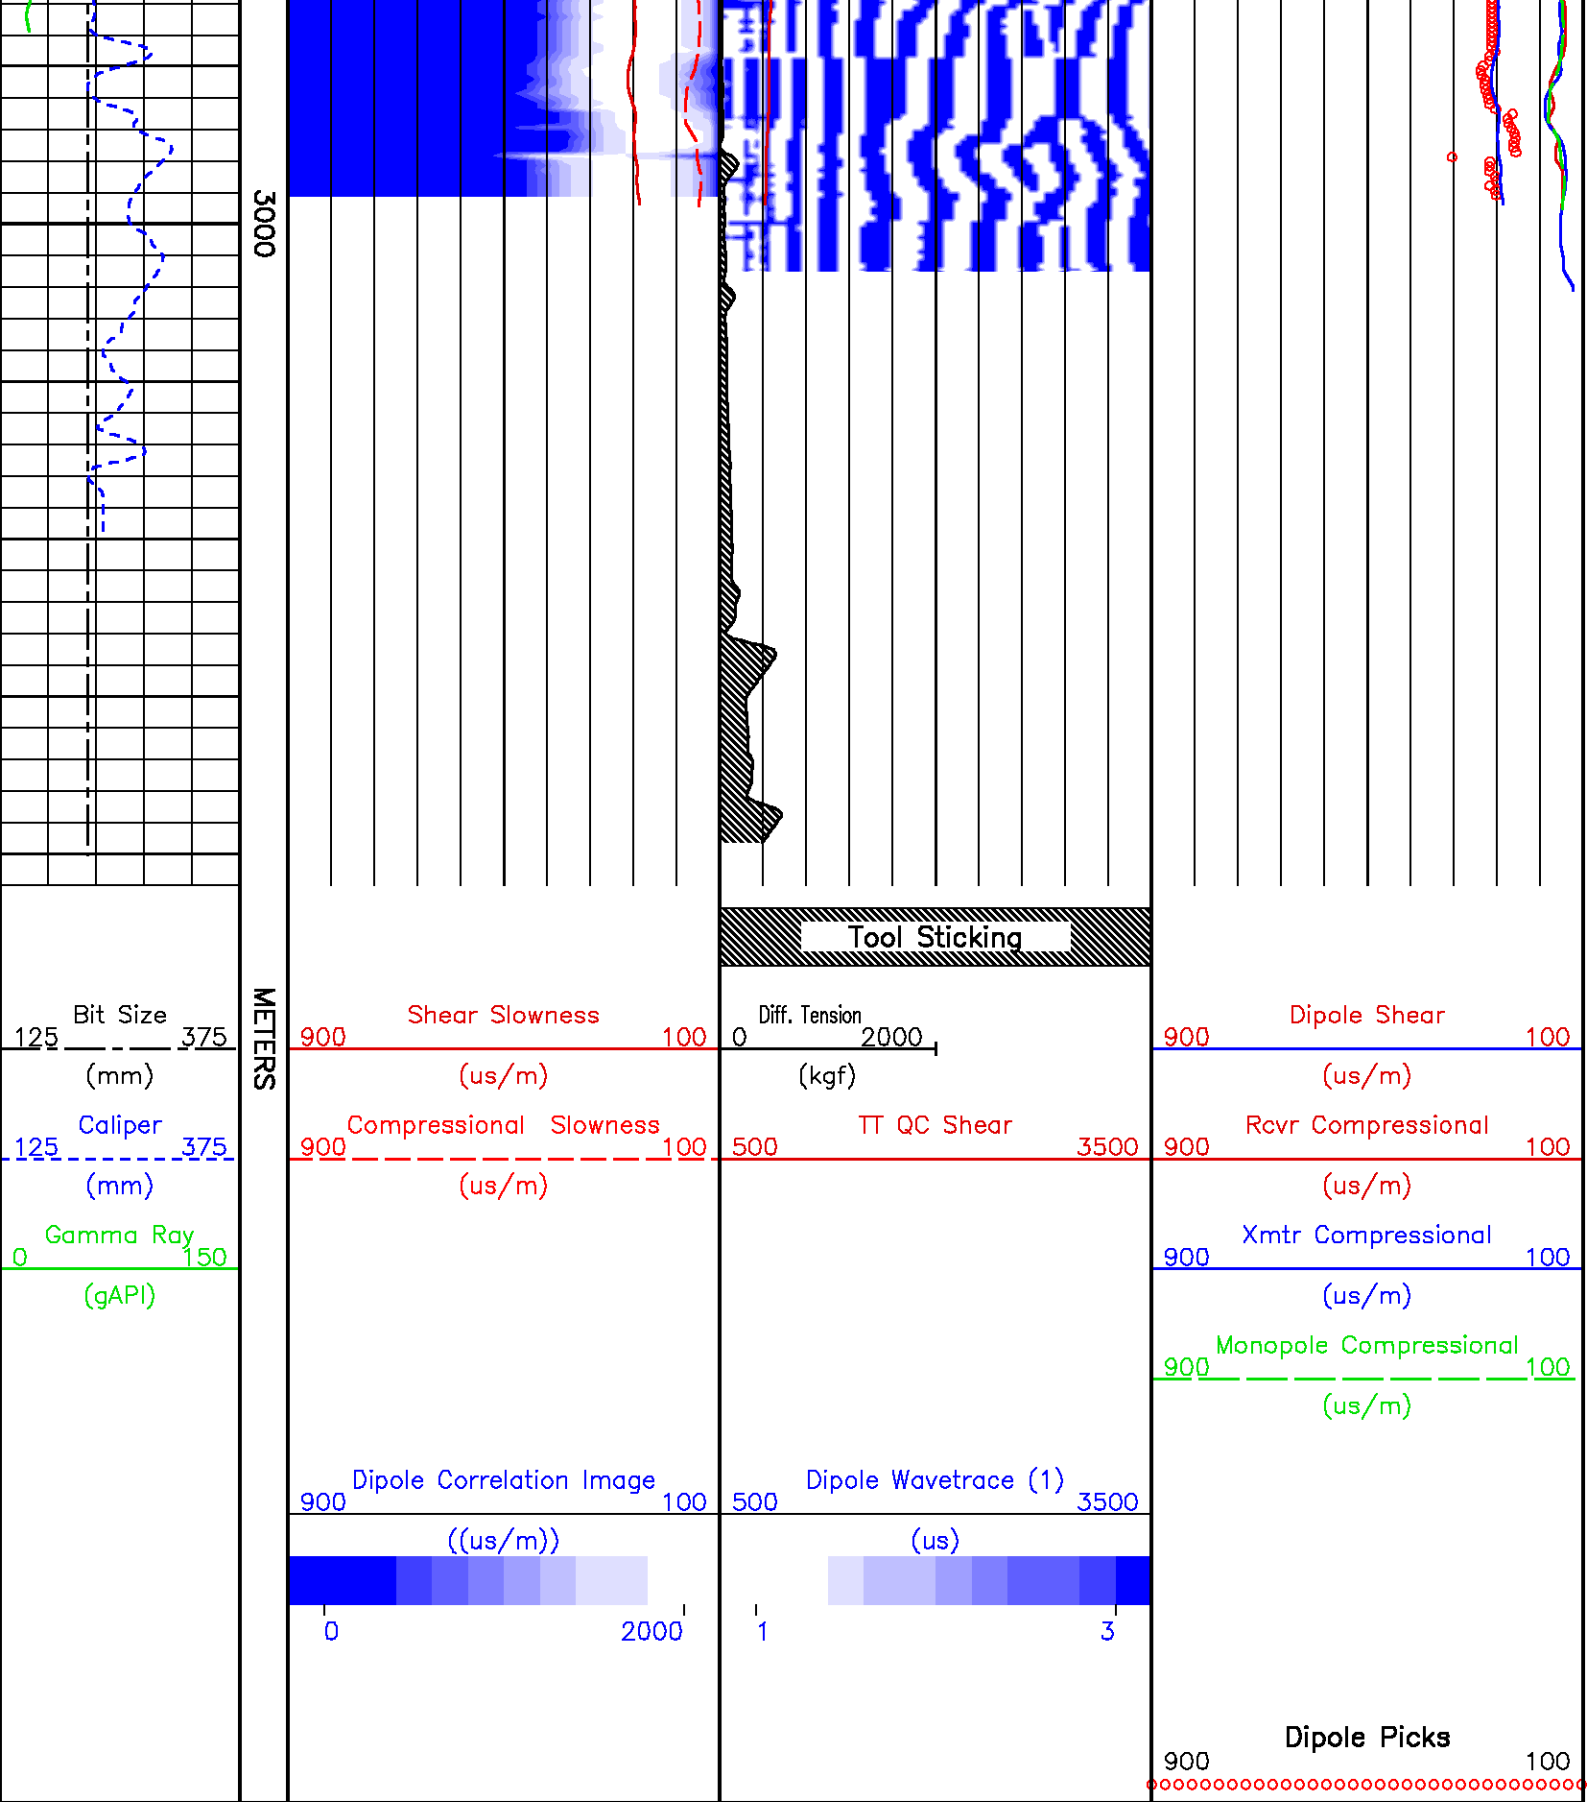 3000
METERS
Bit Size
125 375
(mm)
Caliper
125 375
(mm)
Gamma Ray
0 150
(gAPI)
Shear Slowness
900 100
(us/m)
Compressional Slowness
900 100
(us/m)
Dipole Correlation Image
900 100
((us/m))
0 2000
Tool Sticking
Diff. Tension
0 2000
(kgf)
TT QC Shear
500 3500
Dipole Wavetrace (1)
500 3500
(us)
1 3
Dipole Shear
900 100
(us/m)
Rcvr Compressional
900 100
(us/m)
Xmtr Compressional
900 100
(us/m)
Monopole Compressional
900 100
(us/m)
Dipole Picks
900 100